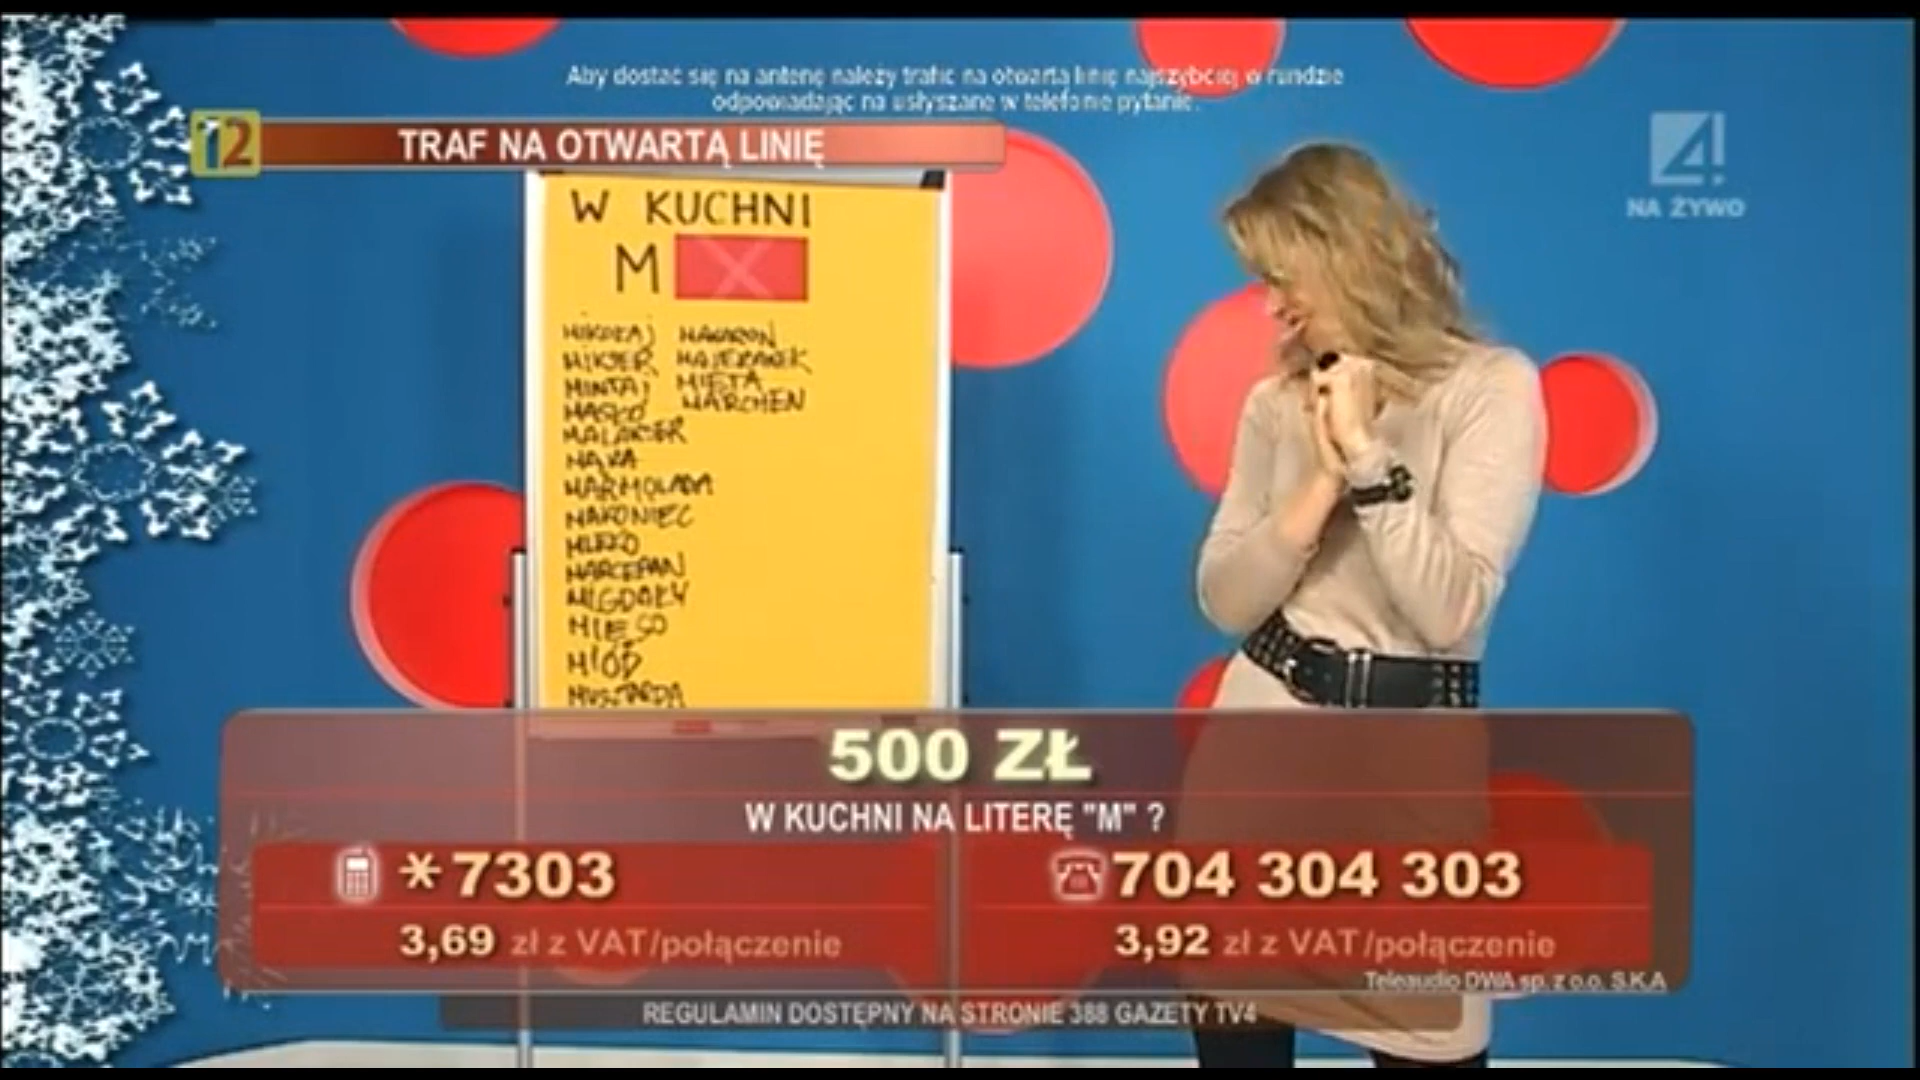 Aby dostać się na antenę należy trafić na otwartą linię najszybciej w rundzie
odpowiadając na usłyszane w telefonie pytanie.
12
TRAF NA OTWARTĄ LINIĘ
4!
NA ŻYWO
W KUCHNI
M
MIKOŁAJ MAKARON
MIKSER MAJERANEK
MINTAJ MIĘTA
MASŁO MARCHEW
MALAKSER
MĄKA
MARMOLADA
MAKONIEC
MLEKO
MARCEPAN
MIGDAŁY
MIĘSO
MIÓD
MUSZTARDA
500 ZŁ
W KUCHNI NA LITERĘ "M" ?
*7303
704 304 303
3,69 zł z VAT/połączenie
3,92 zł z VAT/połączenie
Teleaudio DWA sp. z o.o. S.K.A
REGULAMIN DOSTĘPNY NA STRONIE 388 GAZETY TV4